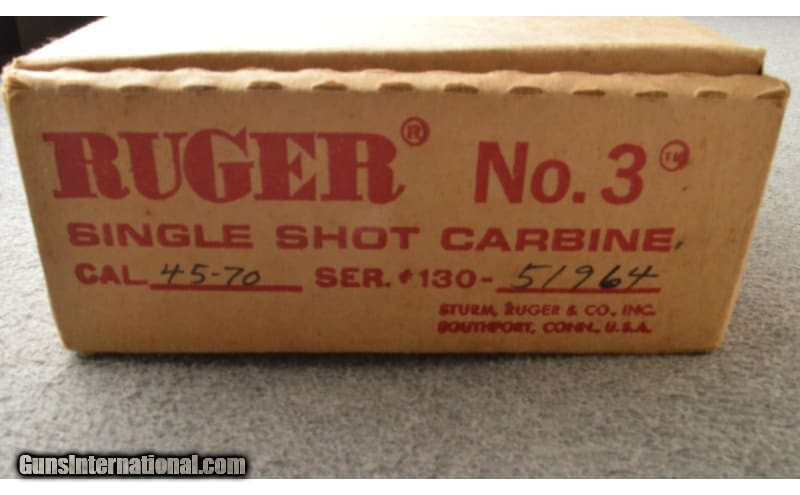 RUGER® No. 3 TM
SINGLE SHOT CARBINE
CAL 45-70 SER. #130- 51964
STURM, RUGER & CO., INC.
SOUTHPORT, CONN., U.S.A.
GunsInternational.com